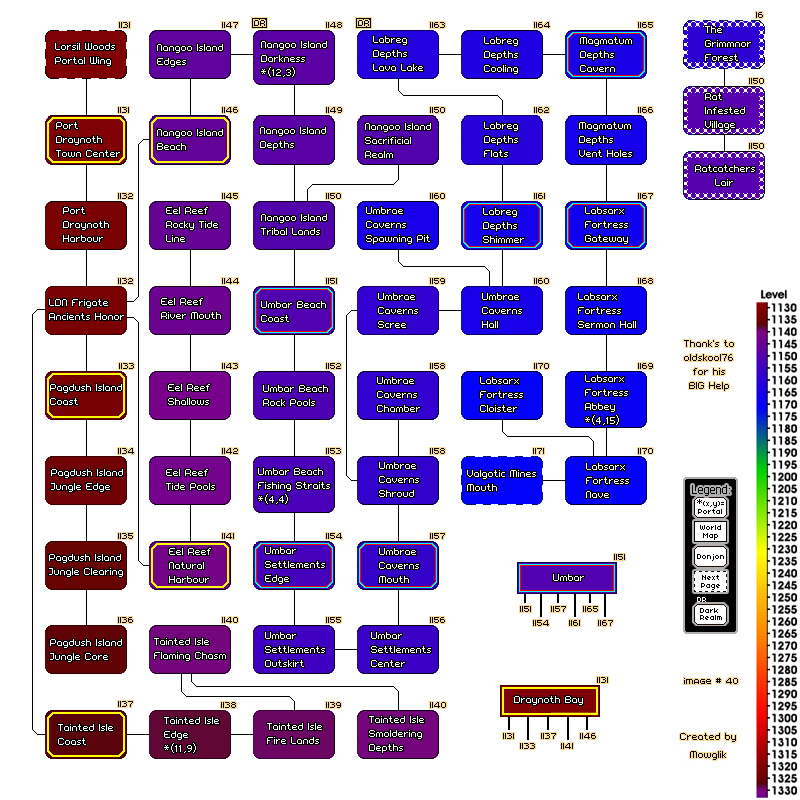 1131
Lorsil Woods
Portal Wing
1147
Nangoo Island
Edges
DR
1148
Nangoo Island
Darkness
*(12,3)
DR
1163
Labreg
Depths
Lava Lake
1164
Labreg
Depths
Cooling
1165
Magmatum
Depths
Cavern
16
The
Grimmnor
Forest
1131
Port
Draynoth
Town Center
1146
Nangoo Island
Beach
1149
Nangoo Island
Depths
1150
Nangoo Island
Sacrificial
Realm
1162
Labreg
Depths
Flats
1166
Magmatum
Depths
Vent Holes
1150
Rat
Infested
Village
1150
Ratcatchers
Lair
1132
Port
Draynoth
Harbour
1145
Eel Reef
Rocky Tide
Line
1150
Nangoo Island
Tribal Lands
1160
Umbrae
Caverns
Spawning Pit
1161
Labreg
Depths
Shimmer
1167
Labsarx
Fortress
Gateway
1132
LDN Frigate
Ancients Honor
1144
Eel Reef
River Mouth
1151
Umbar Beach
Coast
1159
Umbrae
Caverns
Scree
1160
Umbrae
Caverns
Hall
1168
Labsarx
Fortress
Sermon Hall
1133
Pagdush Island
Coast
1143
Eel Reef
Shallows
1152
Umbar Beach
Rock Pools
1158
Umbrae
Caverns
Chamber
1170
Labsarx
Fortress
Cloister
1169
Labsarx
Fortress
Abbey
*(4,15)
Thank's to
oldskool76
for his
BIG Help
1134
Pagdush Island
Jungle Edge
1142
Eel Reef
Tide Pools
1153
Umbar Beach
Fishing Straits
*(4,4)
1158
Umbrae
Caverns
Shroud
1171
Valgotic Mines
Mouth
1170
Labsarx
Fortress
Nave
1135
Pagdush Island
Jungle Clearing
1141
Eel Reef
Natural
Harbour
1154
Umbar
Settlements
Edge
1157
Umbrae
Caverns
Mouth
1151
Umbar
1151
1154
1157
1161
1165
1167
Legend:
*(x,y)=
Portal
World
Map
Donjon
Next
Page
DR
Dark
Realm
1136
Pagdush Island
Jungle Core
1140
Tainted Isle
Flaming Chasm
1155
Umbar
Settlements
Outskirt
1156
Umbar
Settlements
Center
1137
Tainted Isle
Coast
1138
Tainted Isle
Edge
*(11,9)
1139
Tainted Isle
Fire Lands
1140
Tainted Isle
Smoldering
Depths
1131
Draynoth Bay
1131
1133
1137
1141
1146
image # 40
Created by
Mowglik
Level
1130
1135
1140
1145
1150
1155
1160
1165
1170
1175
1180
1185
1190
1195
1200
1205
1210
1215
1220
1225
1230
1235
1240
1245
1250
1255
1260
1265
1270
1275
1280
1285
1290
1295
1300
1305
1310
1315
1320
1325
1330